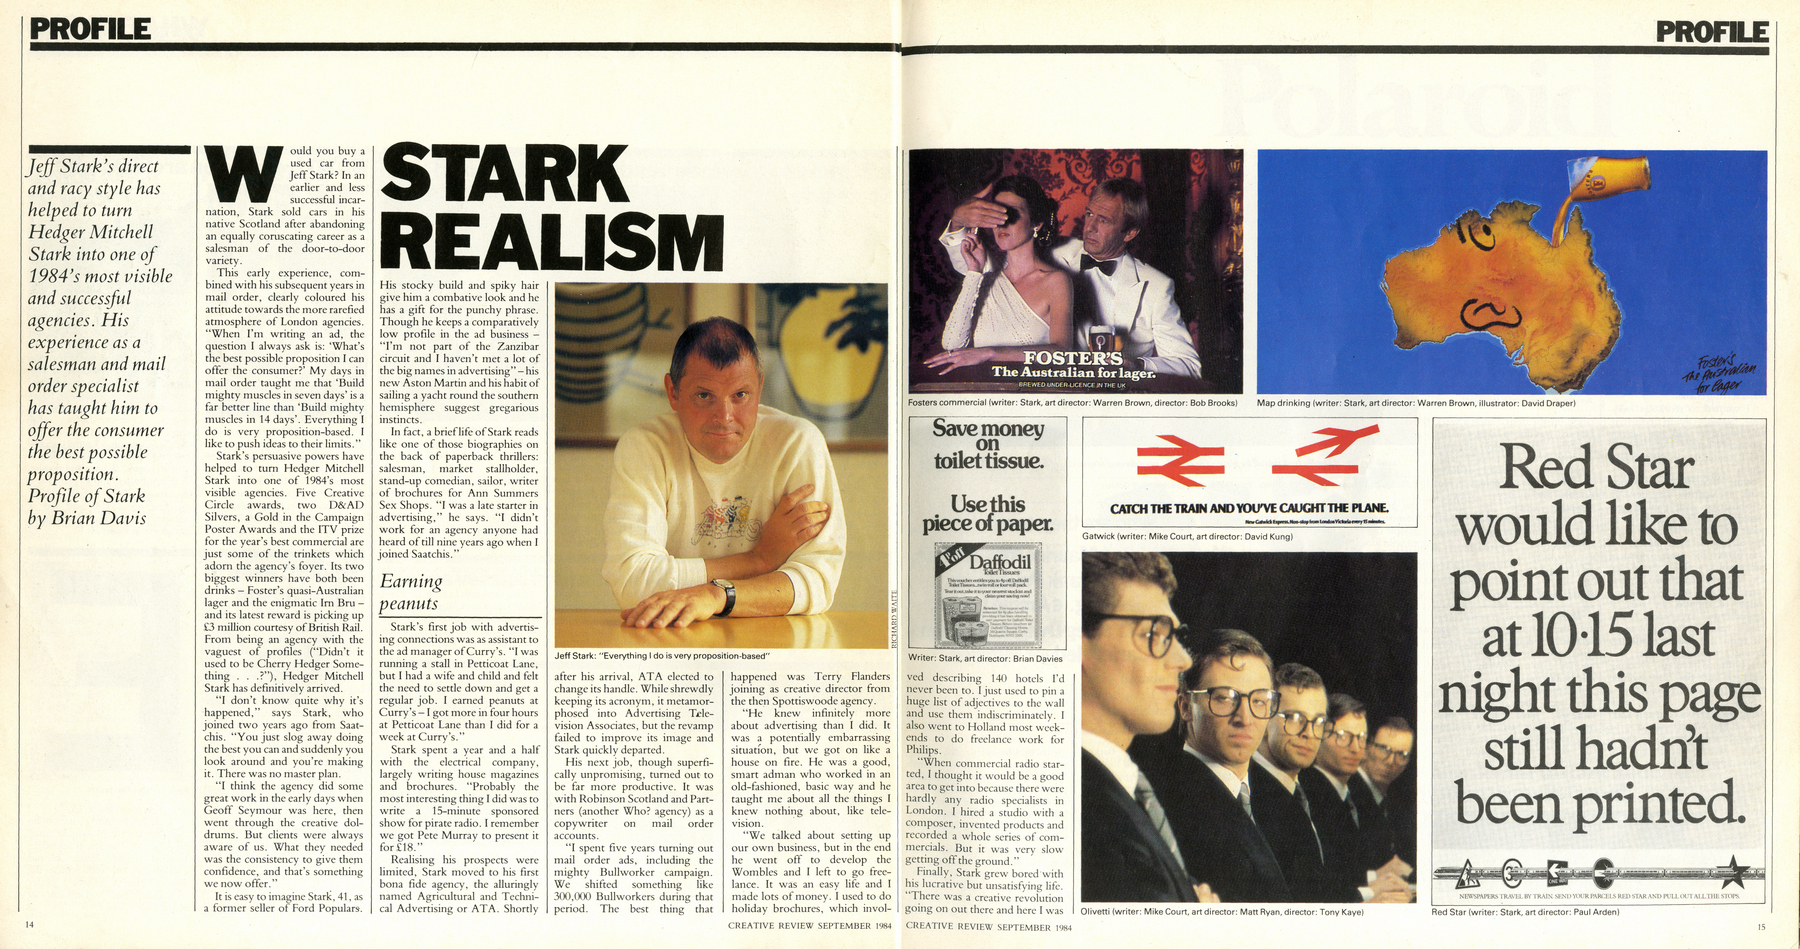 PROFILE
PROFILE
Jeff Stark's direct
and racy style has
helped to turn
Hedger Mitchell
Stark into one of
1984's most visible
and successful
agencies. His
experience as a
salesman and mail
order specialist
has taught him to
offer the consumer
the best possible
proposition.
Profile of Stark
by Brian Davis
STARK
REALISM
Would you buy a
used car from
Jeff Stark? In an
earlier and less
successful incar-
nation, Stark sold cars in his
native Scotland after abandoning
an equally coruscating career as a
salesman of the door-to-door
variety.
This early experience, com-
bined with his subsequent years in
mail order, clearly coloured his
attitude towards the more rarefied
atmosphere of London agencies.
"When I'm writing an ad, the
question I always ask is: 'What's
the best possible proposition I can
offer the consumer?' My days in
mail order taught me that 'Build
mighty muscles in seven days' is a
far better line than 'Build mighty
muscles in 14 days'. Everything I
do is very proposition-based. I
like to push ideas to their limits."
Stark's persuasive powers have
helped to turn Hedger Mitchell
Stark into one of 1984's most
visible agencies. Five Creative
Circle awards, two D&AD
Silvers, a Gold in the Campaign
Poster Awards and the ITV prize
for the year's best commercial are
just some of the trinkets which
adorn the agency's foyer. Its two
biggest winners have both been
drinks – Foster's quasi-Australian
lager and the enigmatic Irn Bru –
and its latest reward is picking up
£3 million courtesy of British Rail.
From being an agency with the
vaguest of profiles ("Didn't it
used to be Cherry Hedger Some-
thing . . .?"), Hedger Mitchell
Stark has definitively arrived.
"I don't know quite why it's
happened," says Stark, who
joined two years ago from Saat-
chis. "You just slog away doing
the best you can and suddenly you
look around and you're making
it. There was no master plan.
"I think the agency did some
great work in the early days when
Geoff Seymour was here, then
went through the creative dol-
drums. But clients were always
aware of us. What they needed
was the consistency to give them
confidence, and that's something
we now offer."
It is easy to imagine Stark, 41, as
a former seller of Ford Populars.
His stocky build and spiky hair
give him a combative look and he
has a gift for the punchy phrase.
Though he keeps a comparatively
low profile in the ad business –
"I'm not part of the Zanzibar
circuit and I haven't met a lot of
the big names in advertising" – his
new Aston Martin and his habit of
sailing a yacht round the southern
hemisphere suggest gregarious
instincts.
In fact, a brief life of Stark reads
like one of those biographies on
the back of paperback thrillers:
salesman, market stallholder,
stand-up comedian, sailor, writer
of brochures for Ann Summers
Sex Shops. "I was a late starter in
advertising," he says. "I didn't
work for an agency anyone had
heard of till nine years ago when I
joined Saatchis."
Earning
peanuts
Stark's first job with advertis-
ing connections was as assistant to
the ad manager of Curry's. "I was
running a stall in Petticoat Lane,
but I had a wife and child and felt
the need to settle down and get a
regular job. I earned peanuts at
Curry's – I got more in four hours
at Petticoat Lane than I did for a
week at Curry's."
Stark spent a year and a half
with the electrical company,
largely writing house magazines
and brochures. "Probably the
most interesting thing I did was to
write a 15-minute sponsored
show for pirate radio. I remember
we got Pete Murray to present it
for £18."
Realising his prospects were
limited, Stark moved to his first
bona fide agency, the alluringly
named Agricultural and Techni-
cal Advertising or ATA. Shortly
RICHARD WAITE
Jeff Stark: "Everything I do is very proposition-based"
after his arrival, ATA elected to
change its handle. While shrewdly
keeping its acronym, it metamor-
phosed into Advertising Tele-
vision Associates, but the revamp
failed to improve its image and
Stark quickly departed.
His next job, though superfi-
cally unpromising, turned out to
be far more productive. It was
with Robinson Scotland and Part-
ners (another Who? agency) as a
copywriter on mail order
accounts.
"I spent five years turning out
mail order ads, including the
mighty Bullworker campaign.
We shifted something like
300,000 Bullworkers during that
period. The best thing that
happened was Terry Flanders
joining as creative director from
the then Spottiswoode agency.
"He knew infinitely more
about advertising than I did. It
was a potentially embarrassing
situation, but we got on like a
house on fire. He was a good,
smart adman who worked in an
old-fashioned, basic way and he
taught me about all the things I
knew nothing about, like tele-
vision.
"We talked about setting up
our own business, but in the end
he went off to develop the
Wombles and I left to go free-
lance. It was an easy life and I
made lots of money. I used to do
holiday brochures, which invol-
14
CREATIVE REVIEW SEPTEMBER 1984
FOSTER'S
The Australian for lager.
BREWED UNDER LICENCE IN THE UK
Fosters commercial (writer: Stark, art director: Warren Brown, director: Bob Brooks)
Foster's
The Australian
for lager
Map drinking (writer: Stark, art director: Warren Brown, illustrator: David Draper)
Save money
on
toilet tissue.
Use this
piece of paper.
4p off
Daffodil
Toilet Tissues
Writer: Stark, art director: Brian Davies
ved describing 140 hotels I'd
never been to. I just used to pin a
huge list of adjectives to the wall
and use them indiscriminately. I
also went to Holland most week-
ends to do freelance work for
Philips.
"When commercial radio star-
ted, I thought it would be a good
area to get into because there were
hardly any radio specialists in
London. I hired a studio with a
composer, invented products and
recorded a whole series of com-
mercials. But it was very slow
getting off the ground."
Finally, Stark grew bored with
his lucrative but unsatisfying life.
"There was a creative revolution
going on out there and here I was
CATCH THE TRAIN AND YOU'VE CAUGHT THE PLANE.
New Gatwick Express. Non-stop from London Victoria every 15 minutes.
Gatwick (writer: Mike Court, art director: David Kung)
Olivetti (writer: Mike Court, art director: Matt Ryan, director: Tony Kaye)
Red Star
would like to
point out that
at 10·15 last
night this page
still hadn't
been printed.
NEWSPAPERS TRAVEL BY TRAIN. SEND YOUR PARCELS RED STAR AND PULL OUT ALL THE STOPS.
Red Star (writer: Stark, art director: Paul Arden)
CREATIVE REVIEW SEPTEMBER 1984
15